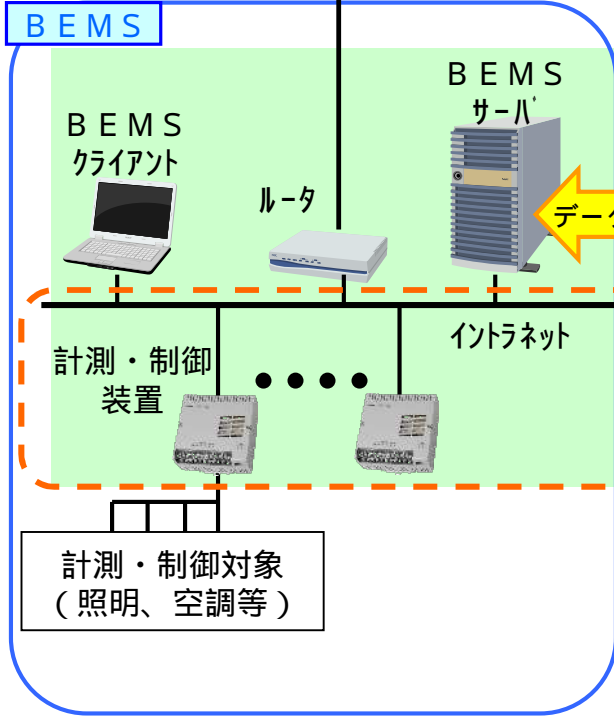 ＢＥＭＳ
ＢＥＭＳ
ｻｰﾊﾞ
ＢＥＭＳ
ｸﾗｲｱﾝﾄ
ﾙｰﾀ
データ
ｲﾝﾄﾗﾈｯﾄ
計測・制御
装置
計測・制御対象
（照明、空調等）